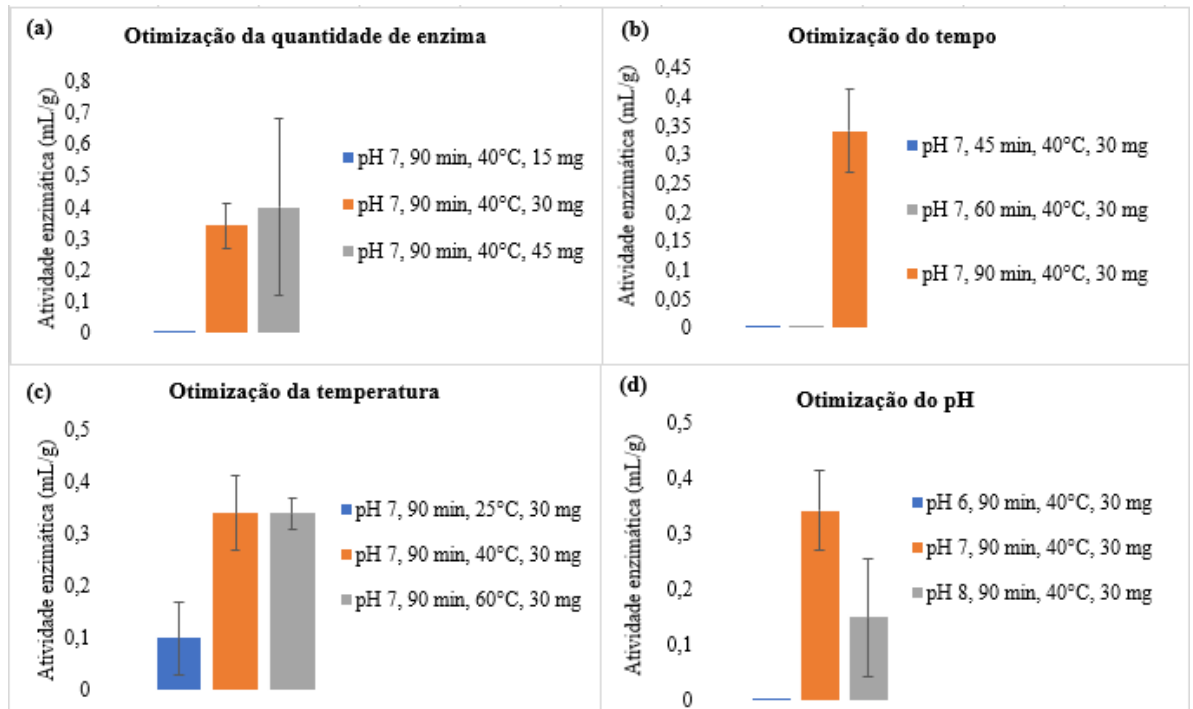 (a)
Otimização da quantidade de enzima
Atividade enzimática (mL/g)
0,8
0,7
0,6
0,5
0,4
0,3
0,2
0,1
0
pH 7, 90 min, 40°C, 15 mg
pH 7, 90 min, 40°C, 30 mg
pH 7, 90 min, 40°C, 45 mg
(b)
Otimização do tempo
Atividade enzimática (mL/g)
0,45
0,4
0,35
0,3
0,25
0,2
0,15
0,1
0,05
0
pH 7, 45 min, 40°C, 30 mg
pH 7, 60 min, 40°C, 30 mg
pH 7, 90 min, 40°C, 30 mg
(c)
Otimização da temperatura
Atividade enzimática (mL/g)
0,5
0,4
0,3
0,2
0,1
0
pH 7, 90 min, 25°C, 30 mg
pH 7, 90 min, 40°C, 30 mg
pH 7, 90 min, 60°C, 30 mg
(d)
Otimização do pH
Atividade enzimática (mL/g)
0,5
0,4
0,3
0,2
0,1
0
pH 6, 90 min, 40°C, 30 mg
pH 7, 90 min, 40°C, 30 mg
pH 8, 90 min, 40°C, 30 mg